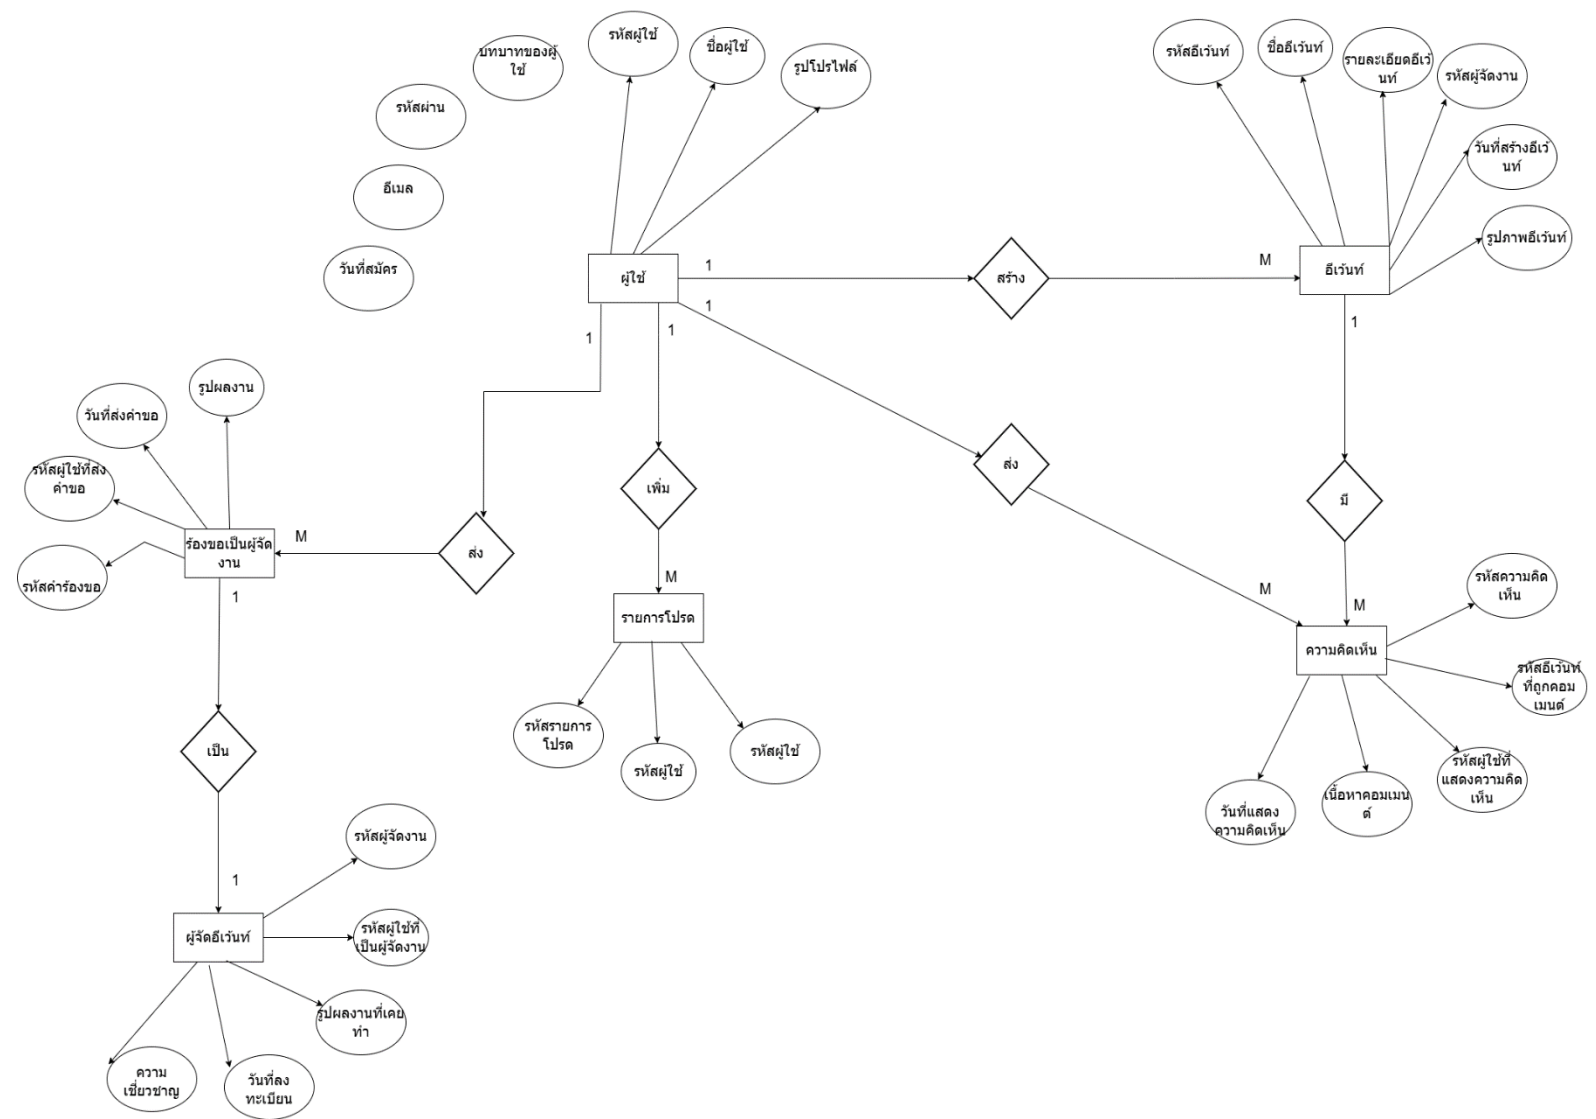 บทบาทของผู้
ใช้
รหัสผู้ใช้
ชื่อผู้ใช้
รูปโปรไฟล์
รหัสผ่าน
อีเมล
วันที่สมัคร
ผู้ใช้
รหัสอีเว้นท์
ชื่ออีเว้นท์
รายละเอียดอีเว้
นท์
รหัสผู้จัดงาน
วันที่สร้างอีเว้
นท์
รูปภาพอีเว้นท์
1
สร้าง
M
อีเว้นท์
1
1
1
1
รูปผลงาน
วันที่ส่งคำขอ
รหัสผู้ใช้ที่ส่ง
คำขอ
รหัสคำร้องขอ
ร้องขอเป็นผู้จัด
งาน
M
ส่ง
เพิ่ม
ส่ง
มี
1
M
M
M
รายการโปรด
รหัสรายการ
โปรด
รหัสผู้ใช้
รหัสผู้ใช้
ความคิดเห็น
รหัสความคิด
เห็น
รหัสอีเว้นท์
ที่ถูกคอม
เมนต์
รหัสผู้ใช้ที่
แสดงความคิด
เห็น
เนื้อหาคอมเมน
ต์
วันที่แสดง
ความคิดเห็น
เป็น
1
ผู้จัดอีเว้นท์
รหัสผู้จัดงาน
รหัสผู้ใช้ที่
เป็นผู้จัดงาน
รูปผลงานที่เคย
ทำ
วันที่ลง
ทะเบียน
ความ
เชี่ยวชาญ